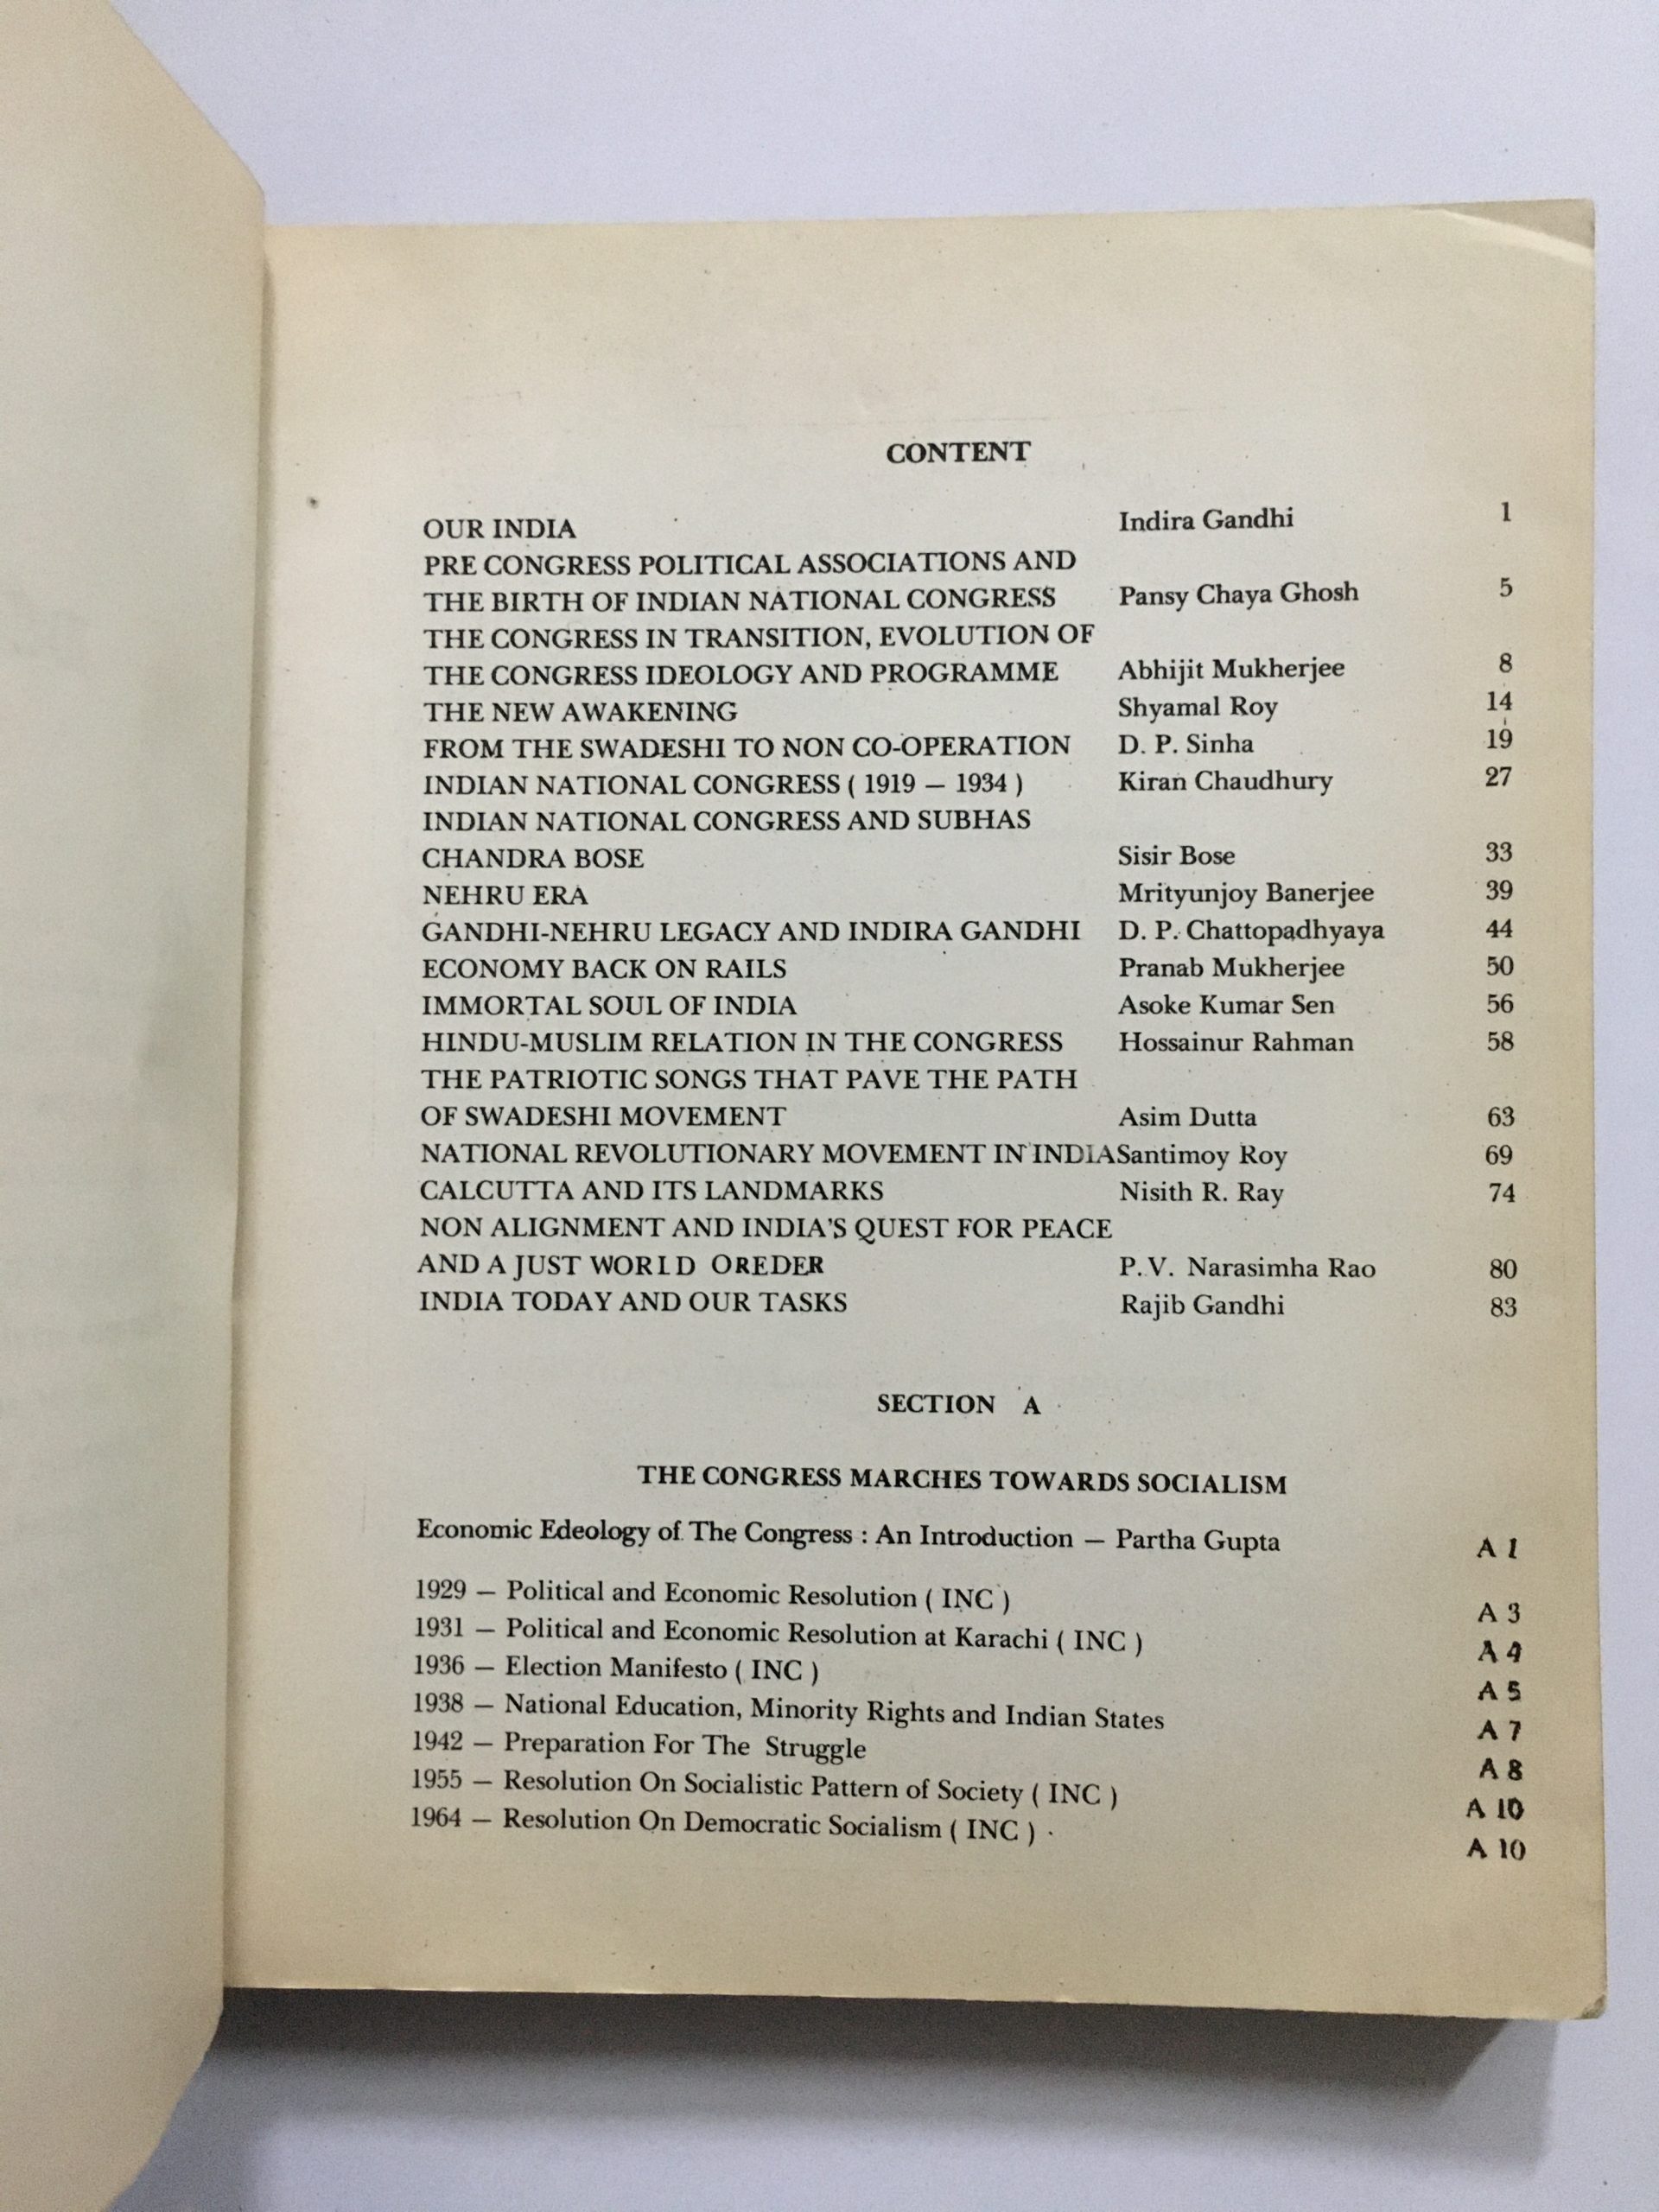 CONTENT
OUR INDIA Indira Gandhi 1
PRE CONGRESS POLITICAL ASSOCIATIONS AND
THE BIRTH OF INDIAN NATIONAL CONGRESS Pansy Chaya Ghosh 5
THE CONGRESS IN TRANSITION, EVOLUTION OF
THE CONGRESS IDEOLOGY AND PROGRAMME Abhijit Mukherjee 8
THE NEW AWAKENING Shyamal Roy 14
FROM THE SWADESHI TO NON CO-OPERATION D. P. Sinha 19
INDIAN NATIONAL CONGRESS ( 1919 — 1934 ) Kiran Chaudhury 27
INDIAN NATIONAL CONGRESS AND SUBHAS
CHANDRA BOSE Sisir Bose 33
NEHRU ERA Mrityunjoy Banerjee 39
GANDHI-NEHRU LEGACY AND INDIRA GANDHI D. P. Chattopadhyaya 44
ECONOMY BACK ON RAILS Pranab Mukherjee 50
IMMORTAL SOUL OF INDIA Asoke Kumar Sen 56
HINDU-MUSLIM RELATION IN THE CONGRESS Hossainur Rahman 58
THE PATRIOTIC SONGS THAT PAVE THE PATH
OF SWADESHI MOVEMENT Asim Dutta 63
NATIONAL REVOLUTIONARY MOVEMENT IN INDIA Santimoy Roy 69
CALCUTTA AND ITS LANDMARKS Nisith R. Ray 74
NON ALIGNMENT AND INDIA'S QUEST FOR PEACE
AND A JUST WORLD OREDER P.V. Narasimha Rao 80
INDIA TODAY AND OUR TASKS Rajib Gandhi 83
SECTION A
THE CONGRESS MARCHES TOWARDS SOCIALISM
Economic Edeology of The Congress : An Introduction — Partha Gupta A 1
1929 — Political and Economic Resolution ( INC ) A 3
1931 — Political and Economic Resolution at Karachi ( INC ) A 4
1936 — Election Manifesto ( INC ) A 5
1938 — National Education, Minority Rights and Indian States A 7
1942 — Preparation For The Struggle A 8
1955 — Resolution On Socialistic Pattern of Society ( INC ) A 10
1964 — Resolution On Democratic Socialism ( INC ) A 10